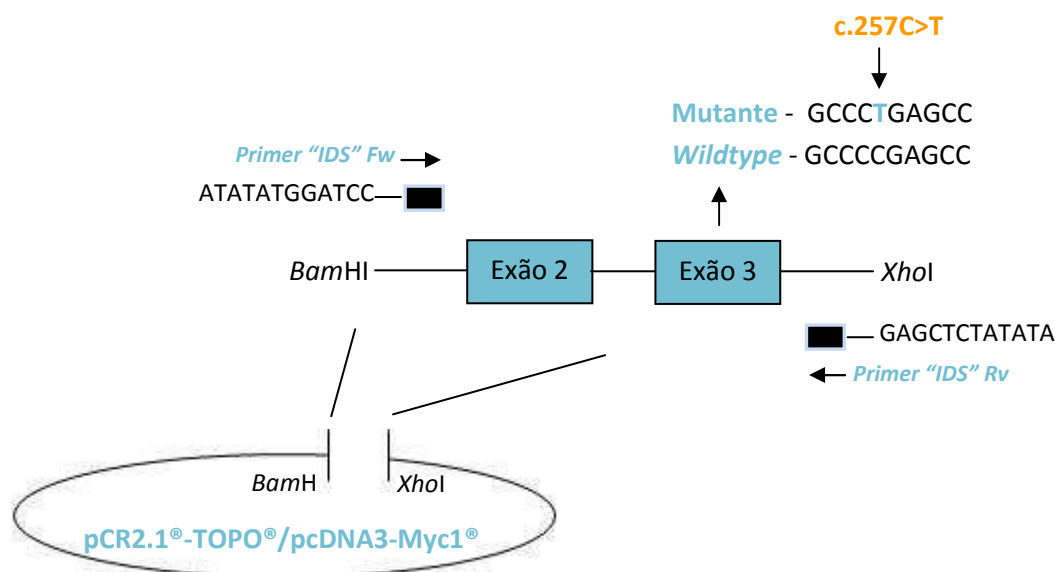 c.257C>T
Mutante - GCCCTGAGCC
Wildtype - GCCCCGAGCC
Primer “IDS” Fw
ATATATGGATCC
BamHI
Exão 2
Exão 3
XhoI
GAGCTCTATATA
Primer “IDS” Rv
BamH
XhoI
pCR2.1®-TOPO®/pcDNA3-Myc1®